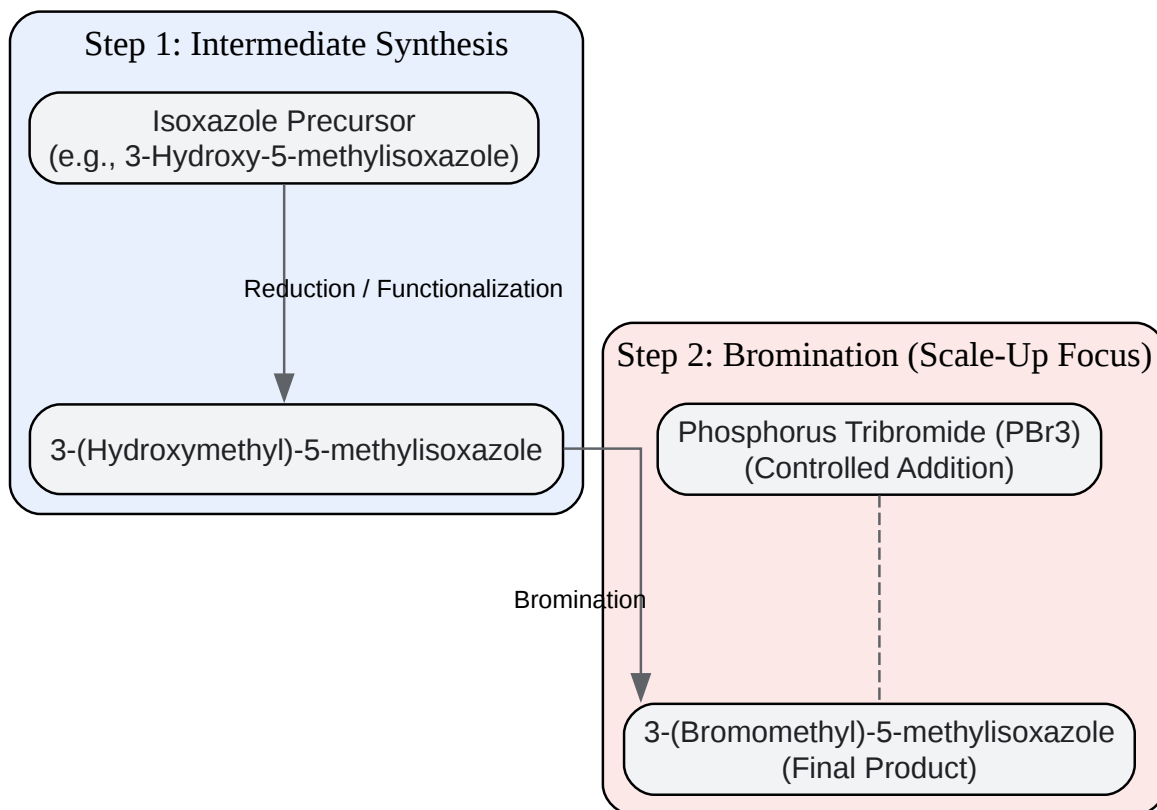 Step 1: Intermediate Synthesis
Isoxazole Precursor
(e.g., 3-Hydroxy-5-methylisoxazole)
Reduction / Functionalization
3-(Hydroxymethyl)-5-methylisoxazole
Step 2: Bromination (Scale-Up Focus)
Phosphorus Tribromide (PBr3)
(Controlled Addition)
Bromination
3-(Bromomethyl)-5-methylisoxazole
(Final Product)